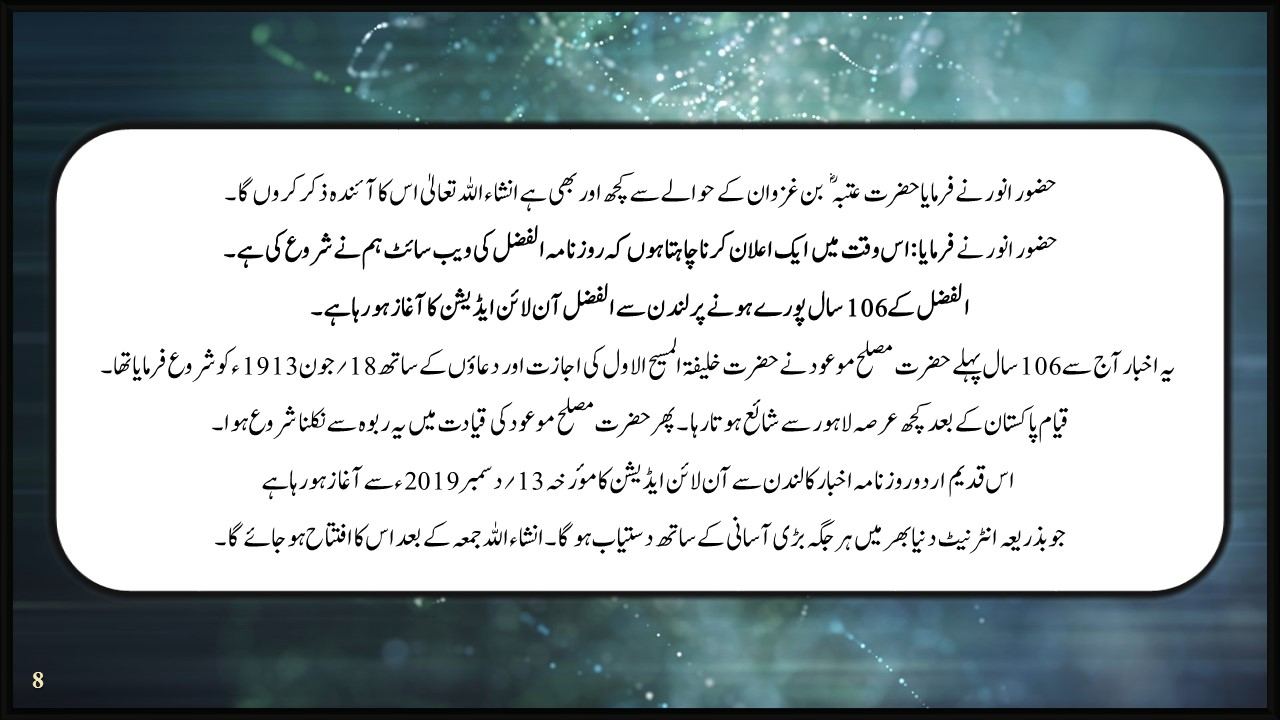 حضور انور نے فرمایا حضرت عتبہؓ بن غزوان کے حوالے سے کچھ اور بھی ہے انشاء اللہ تعالیٰ اس کا آئندہ ذکر کروں گا۔
حضور انور نے فرمایا: اس وقت میں ایک اعلان کرنا چاہتا ہوں کہ روزنامہ الفضل کی ویب سائٹ ہم نے شروع کی ہے۔
الفضل کے 106 سال پورے ہونے پر لندن سے الفضل آن لائن ایڈیشن کا آغاز ہو رہا ہے۔
یہ اخبار آج سے 106 سال پہلے حضرت مصلح موعود نے حضرت خلیفۃ المسیح الاول کی اجازت اور دعاؤں کے ساتھ 18؍جون 1913ء کو شروع فرمایا تھا۔
قیام پاکستان کے بعد کچھ عرصہ لاہور سے شائع ہوتا رہا۔ پھر حضرت مصلح موعود کی قیادت میں یہ ربوہ سے نکلنا شروع ہوا۔
اس قدیم اردو روزنامہ اخبار کا لندن سے آن لائن ایڈیشن کا مؤرخہ 13؍دسمبر 2019ء سے آغاز ہو رہا ہے
جو بذریعہ انٹرنیٹ دنیا بھر میں ہر جگہ بڑی آسانی کے ساتھ دستیاب ہو گا۔ انشاء اللہ جمعہ کے بعد اس کا افتتاح ہو جائے گا۔
8